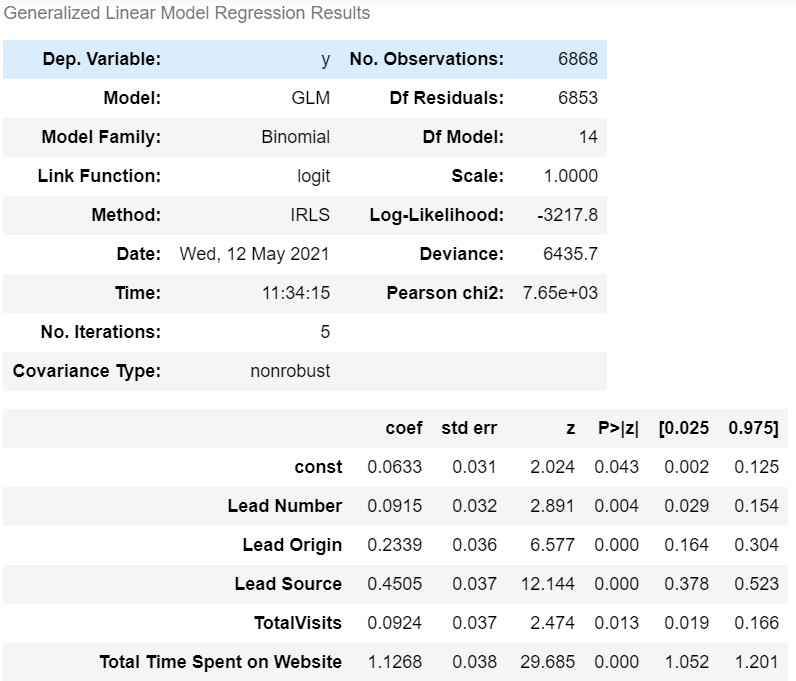 Generalized Linear Model Regression Results
Dep. Variable: y No. Observations: 6868
Model: GLM Df Residuals: 6853
Model Family: Binomial Df Model: 14
Link Function: logit Scale: 1.0000
Method: IRLS Log-Likelihood: -3217.8
Date: Wed, 12 May 2021 Deviance: 6435.7
Time: 11:34:15 Pearson chi2: 7.65e+03
No. Iterations: 5
Covariance Type: nonrobust
coef std err z P>|z| [0.025 0.975]
const 0.0633 0.031 2.024 0.043 0.002 0.125
Lead Number 0.0915 0.032 2.891 0.004 0.029 0.154
Lead Origin 0.2339 0.036 6.577 0.000 0.164 0.304
Lead Source 0.4505 0.037 12.144 0.000 0.378 0.523
TotalVisits 0.0924 0.037 2.474 0.013 0.019 0.166
Total Time Spent on Website 1.1268 0.038 29.685 0.000 1.052 1.201